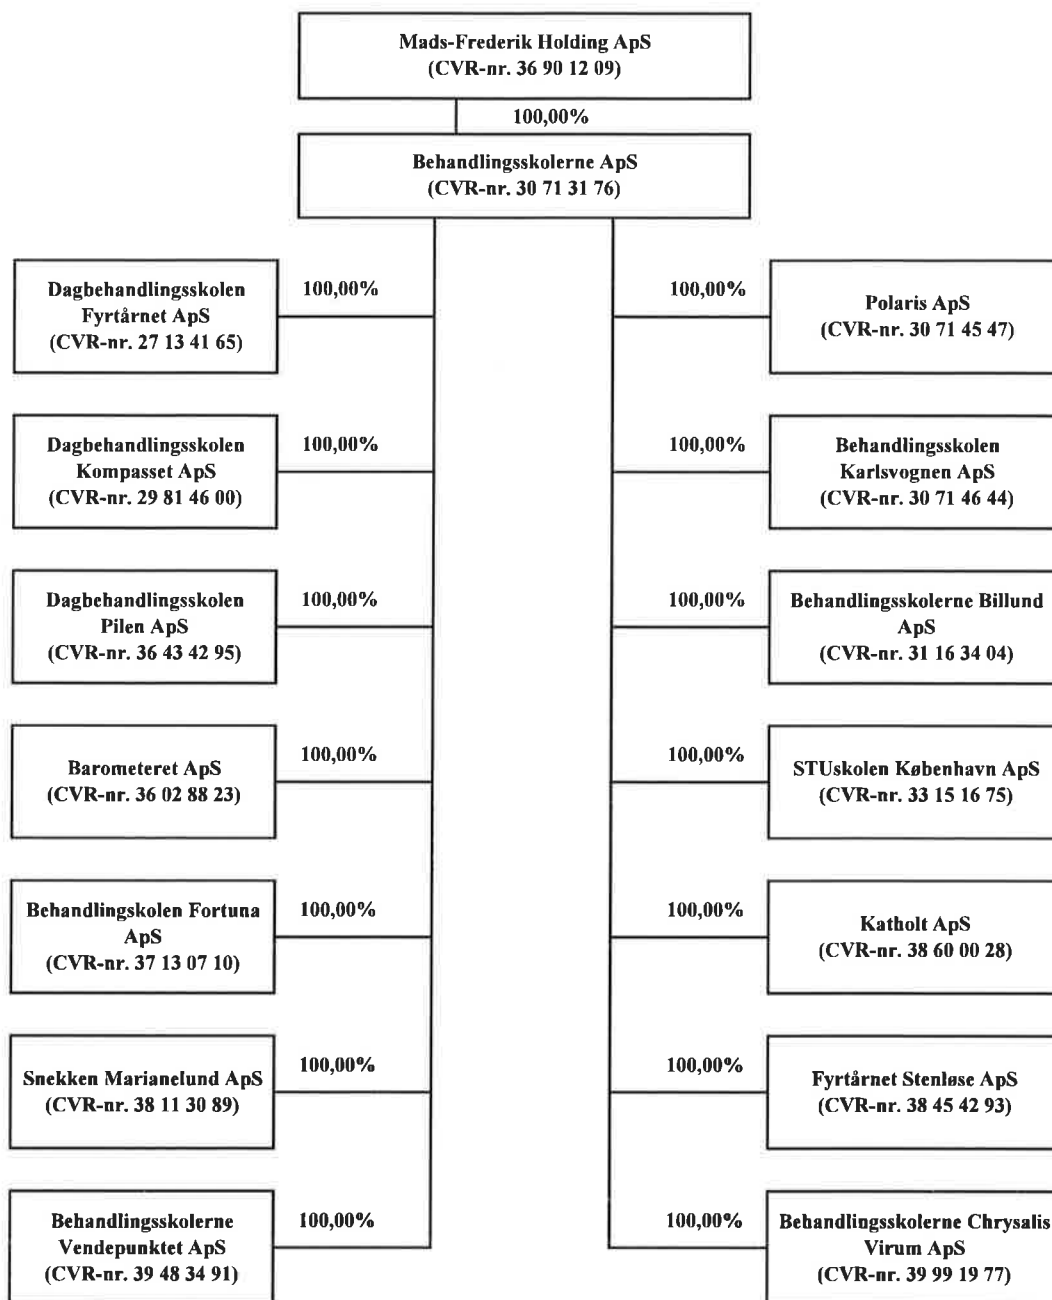 Mads-Frederik Holding ApS
(CVR-nr. 36 90 12 09)
100,00%
Behandlingsskolerne ApS
(CVR-nr. 30 71 31 76)
Dagbehandlingsskolen
Fyrtårnet ApS
(CVR-nr. 27 13 41 65)
100,00%
100,00%
Polaris ApS
(CVR-nr. 30 71 45 47)
Dagbehandlingsskolen
Kompasset ApS
(CVR-nr. 29 81 46 00)
100,00%
100,00%
Behandlingsskolen
Karlsvognen ApS
(CVR-nr. 30 71 46 44)
Dagbehandlingsskolen
Pilen ApS
(CVR-nr. 36 43 42 95)
100,00%
100,00%
Behandlingsskolerne Billund
ApS
(CVR-nr. 31 16 34 04)
Barometeret ApS
(CVR-nr. 36 02 88 23)
100,00%
100,00%
STUskolen København ApS
(CVR-nr. 33 15 16 75)
Behandlingskolen Fortuna
ApS
(CVR-nr. 37 13 07 10)
100,00%
100,00%
Katholt ApS
(CVR-nr. 38 60 00 28)
Snekken Marianelund ApS
(CVR-nr. 38 11 30 89)
100,00%
100,00%
Fyrtårnet Stenløse ApS
(CVR-nr. 38 45 42 93)
Behandlingsskolerne
Vendepunktet ApS
(CVR-nr. 39 48 34 91)
100,00%
100,00%
Behandlingsskolerne Chrysalis
Virum ApS
(CVR-nr. 39 99 19 77)